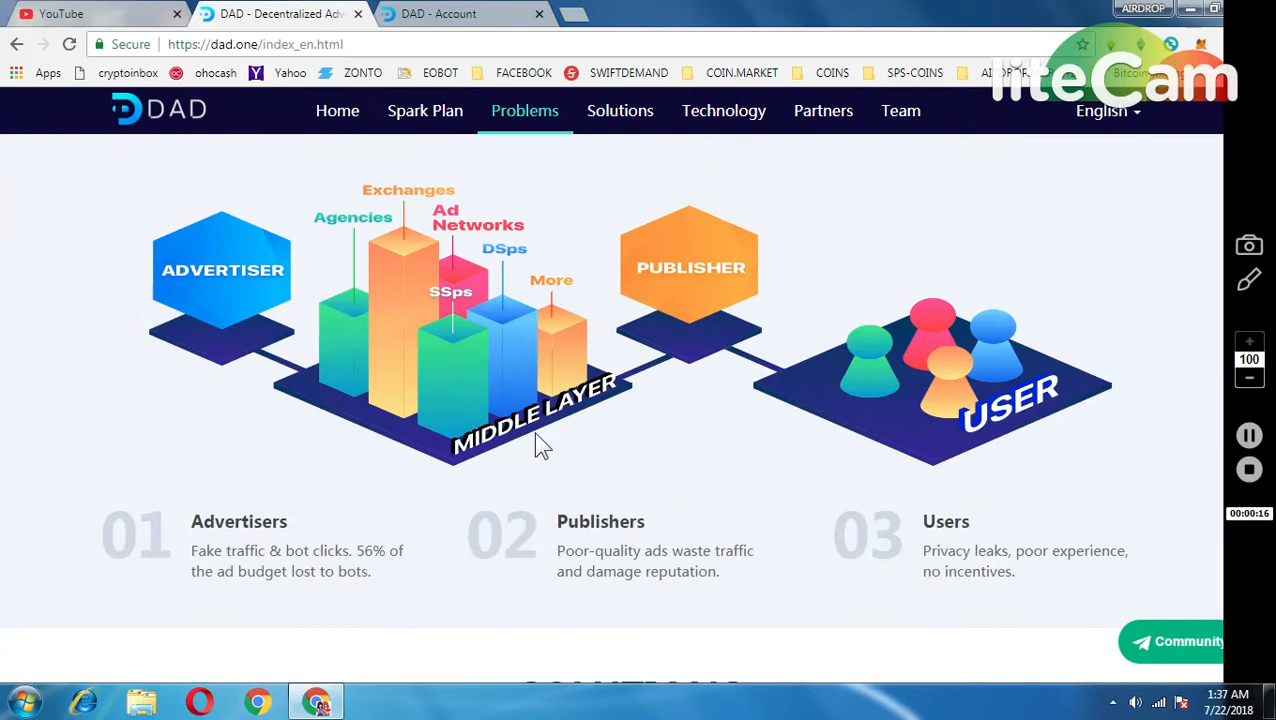 YouTube
DAD - Decentralized Adv
DAD - Account
AIRDROP
Secure
https://dad.one/index_en.html
Apps
cryptoinbox
ohocash
Yahoo
ZON
EOBOT
FACEBOOK
SWIFTDEMAND
COIN.MARKET
COINS
SPS-COINS
liteCam
DAD
Home
Spark Plan
Problems
Solutions
Technology
Partners
Team
English
Exchanges
Agencies
Ad
Networks
DSps
SSps
More
ADVERTISER
PUBLISHER
MIDDLE LAYER
USER
100
00:00:16
01
Advertisers
Fake traffic & bot clicks. 56% of
the ad budget lost to bots.
02
Publishers
Poor-quality ads waste traffic
and damage reputation.
03
Users
Privacy leaks, poor experience,
no incentives.
Community
1:37 AM
7/22/2018